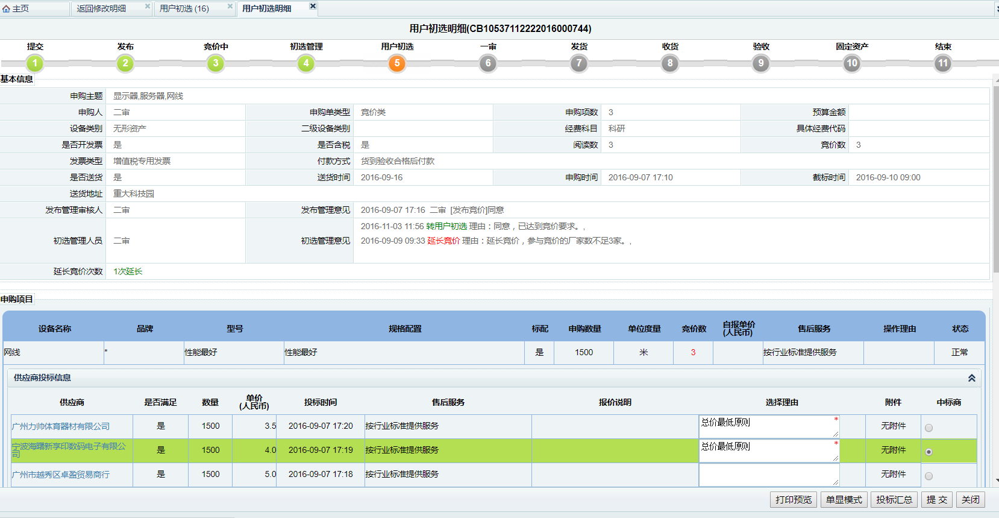 主页 返回修改明细 用户初选 (16) 用户初选明细
用户初选明细(CB10537112222016000744)
提交 发布 竞价中 初选管理 用户初选 一审 发货 收货 验收 固定资产 结束
1 2 3 4 5 6 7 8 9 10 11
基本信息
申购主题 显示器,服务器,网线
申购人 二审 申购单类型 竞价类 申购项数 3 预算金额
设备类别 无形资产 二级设备类别 经费科目 科研 具体经费代码
是否开发票 是 是否含税 是 阅读数 3 竞价数 3
发票类型 增值税专用发票 付款方式 货到验收合格后付款
是否送货 是 送货时间 2016-09-16 申购时间 2016-09-07 17:10 截标时间 2016-09-10 09:00
送货地址 重大科技园
发布管理审核人 二审 发布管理意见 2016-09-07 17:16 二审 [发布竞价]同意
2016-11-03 11:56 转用户初选 理由：同意，已达到竞价要求。,
初选管理人员 二审 初选管理意见 2016-09-09 09:33 延长竞价 理由：延长竞价，参与竞价的厂家数不足3家。,
延长竞价次数 1次延长
申购项目
设备名称 品牌 型号 规格配置 标配 申购数量 单位度量 竞价数 自报单价(人民币) 售后服务 操作理由 状态
网线 * 性能最好 性能最好 是 1500 米 3 按行业标准提供服务 正常
供应商投标信息
供应商 是否满足 数量 单价(人民币) 投标时间 售后服务 报价说明 选择理由 附件 中标商
广州力帅体育器材有限公司 是 1500 3.5 2016-09-07 17:20 按行业标准提供服务 总价最低原则 * 无附件
宁波海曙新享印数码电子有限公司 是 1500 4.0 2016-09-07 17:19 按行业标准提供服务 总价最低原则 * 无附件
广州市越秀区卓盈贸易商行 是 1500 5.0 2016-09-07 17:18 按行业标准提供服务 无附件
打印预览 单显模式 投标汇总 提 交 关闭